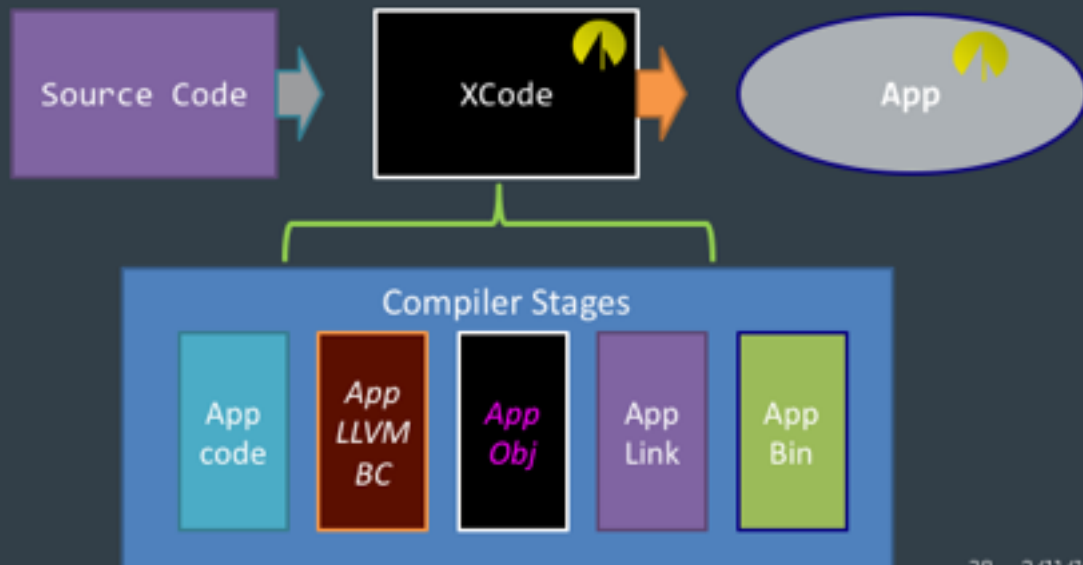 Source Code
XCode
App
Compiler Stages
App
code
App
LLVM
BC
App
Obj
App
Link
App
Bin